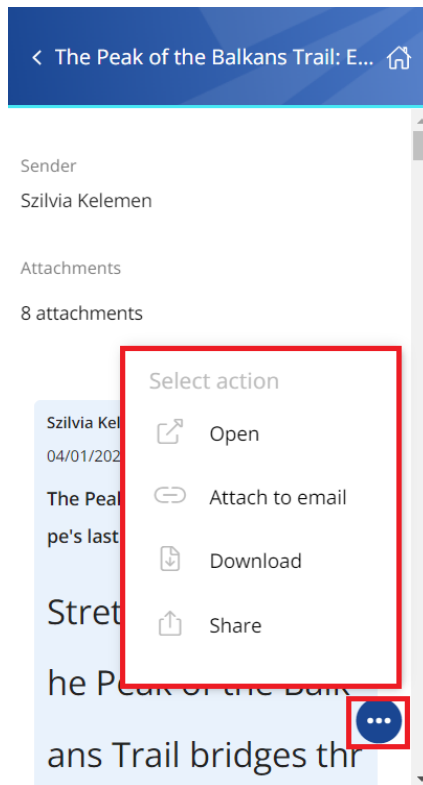 The Peak of the Balkans Trail: E...
Sender
Szilvia Kelemen
Attachments
8 attachments
Select action
Open
Attach to email
Download
Share
Szilvia Kel
04/01/202
The Peak
pe's last
Stret
he Peak of the Balk
ans Trail bridges thr